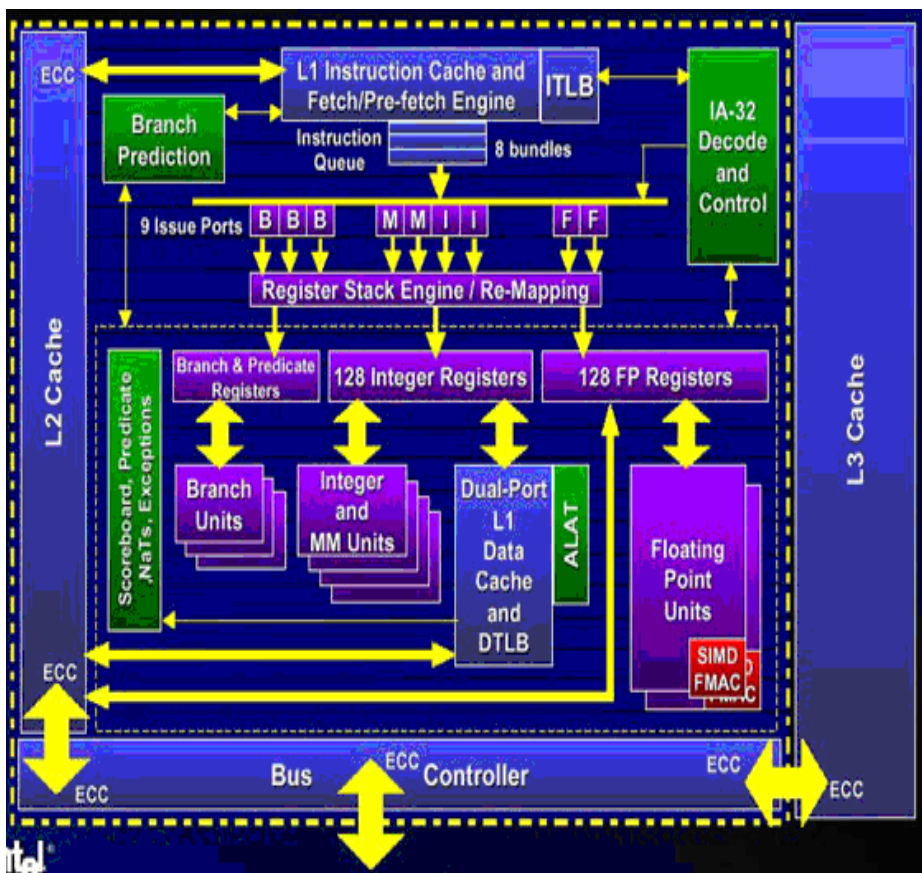 ECC
L1 Instruction Cache and
Fetch/Pre-fetch Engine
ITLB
Branch
Prediction
Instruction
Queue
8 bundles
IA-32
Decode
and
Control
9 Issue Ports
B B B M M I I F F
Register Stack Engine / Re-Mapping
L2 Cache
L3 Cache
Scoreboard, Predicate
,NaTs, Exceptions
Branch & Predicate
Registers
128 Integer Registers
128 FP Registers
Branch
Units
Integer
and
MM Units
Dual-Port
L1
Data
Cache
and
DTLB
ALAT
Floating
Point
Units
SIMD
FMAC
FMAC
ECC
ECC
Bus
ECC
Controller
ECC
ECC